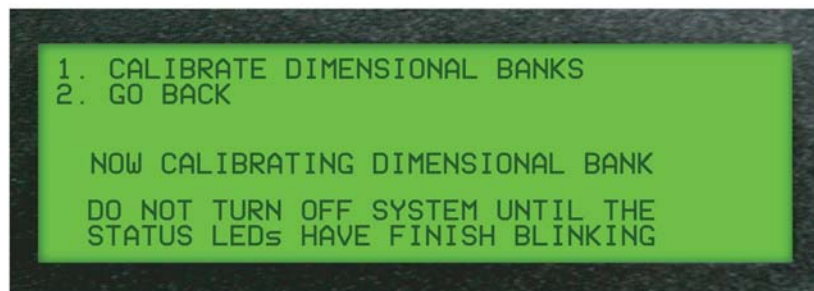 1. CALIBRATE DIMENSIONAL BANKS
2. GO BACK
NOW CALIBRATING DIMENSIONAL BANK
DO NOT TURN OFF SYSTEM UNTIL THE
STATUS LEDs HAVE FINISH BLINKING